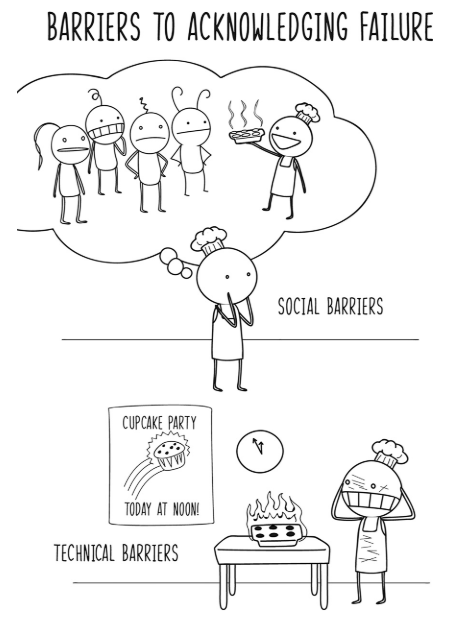 BARRIERS TO ACKNOWLEDGING FAILURE
SOCIAL BARRIERS
CUPCAKE PARTY
TODAY AT NOON!
TECHNICAL BARRIERS